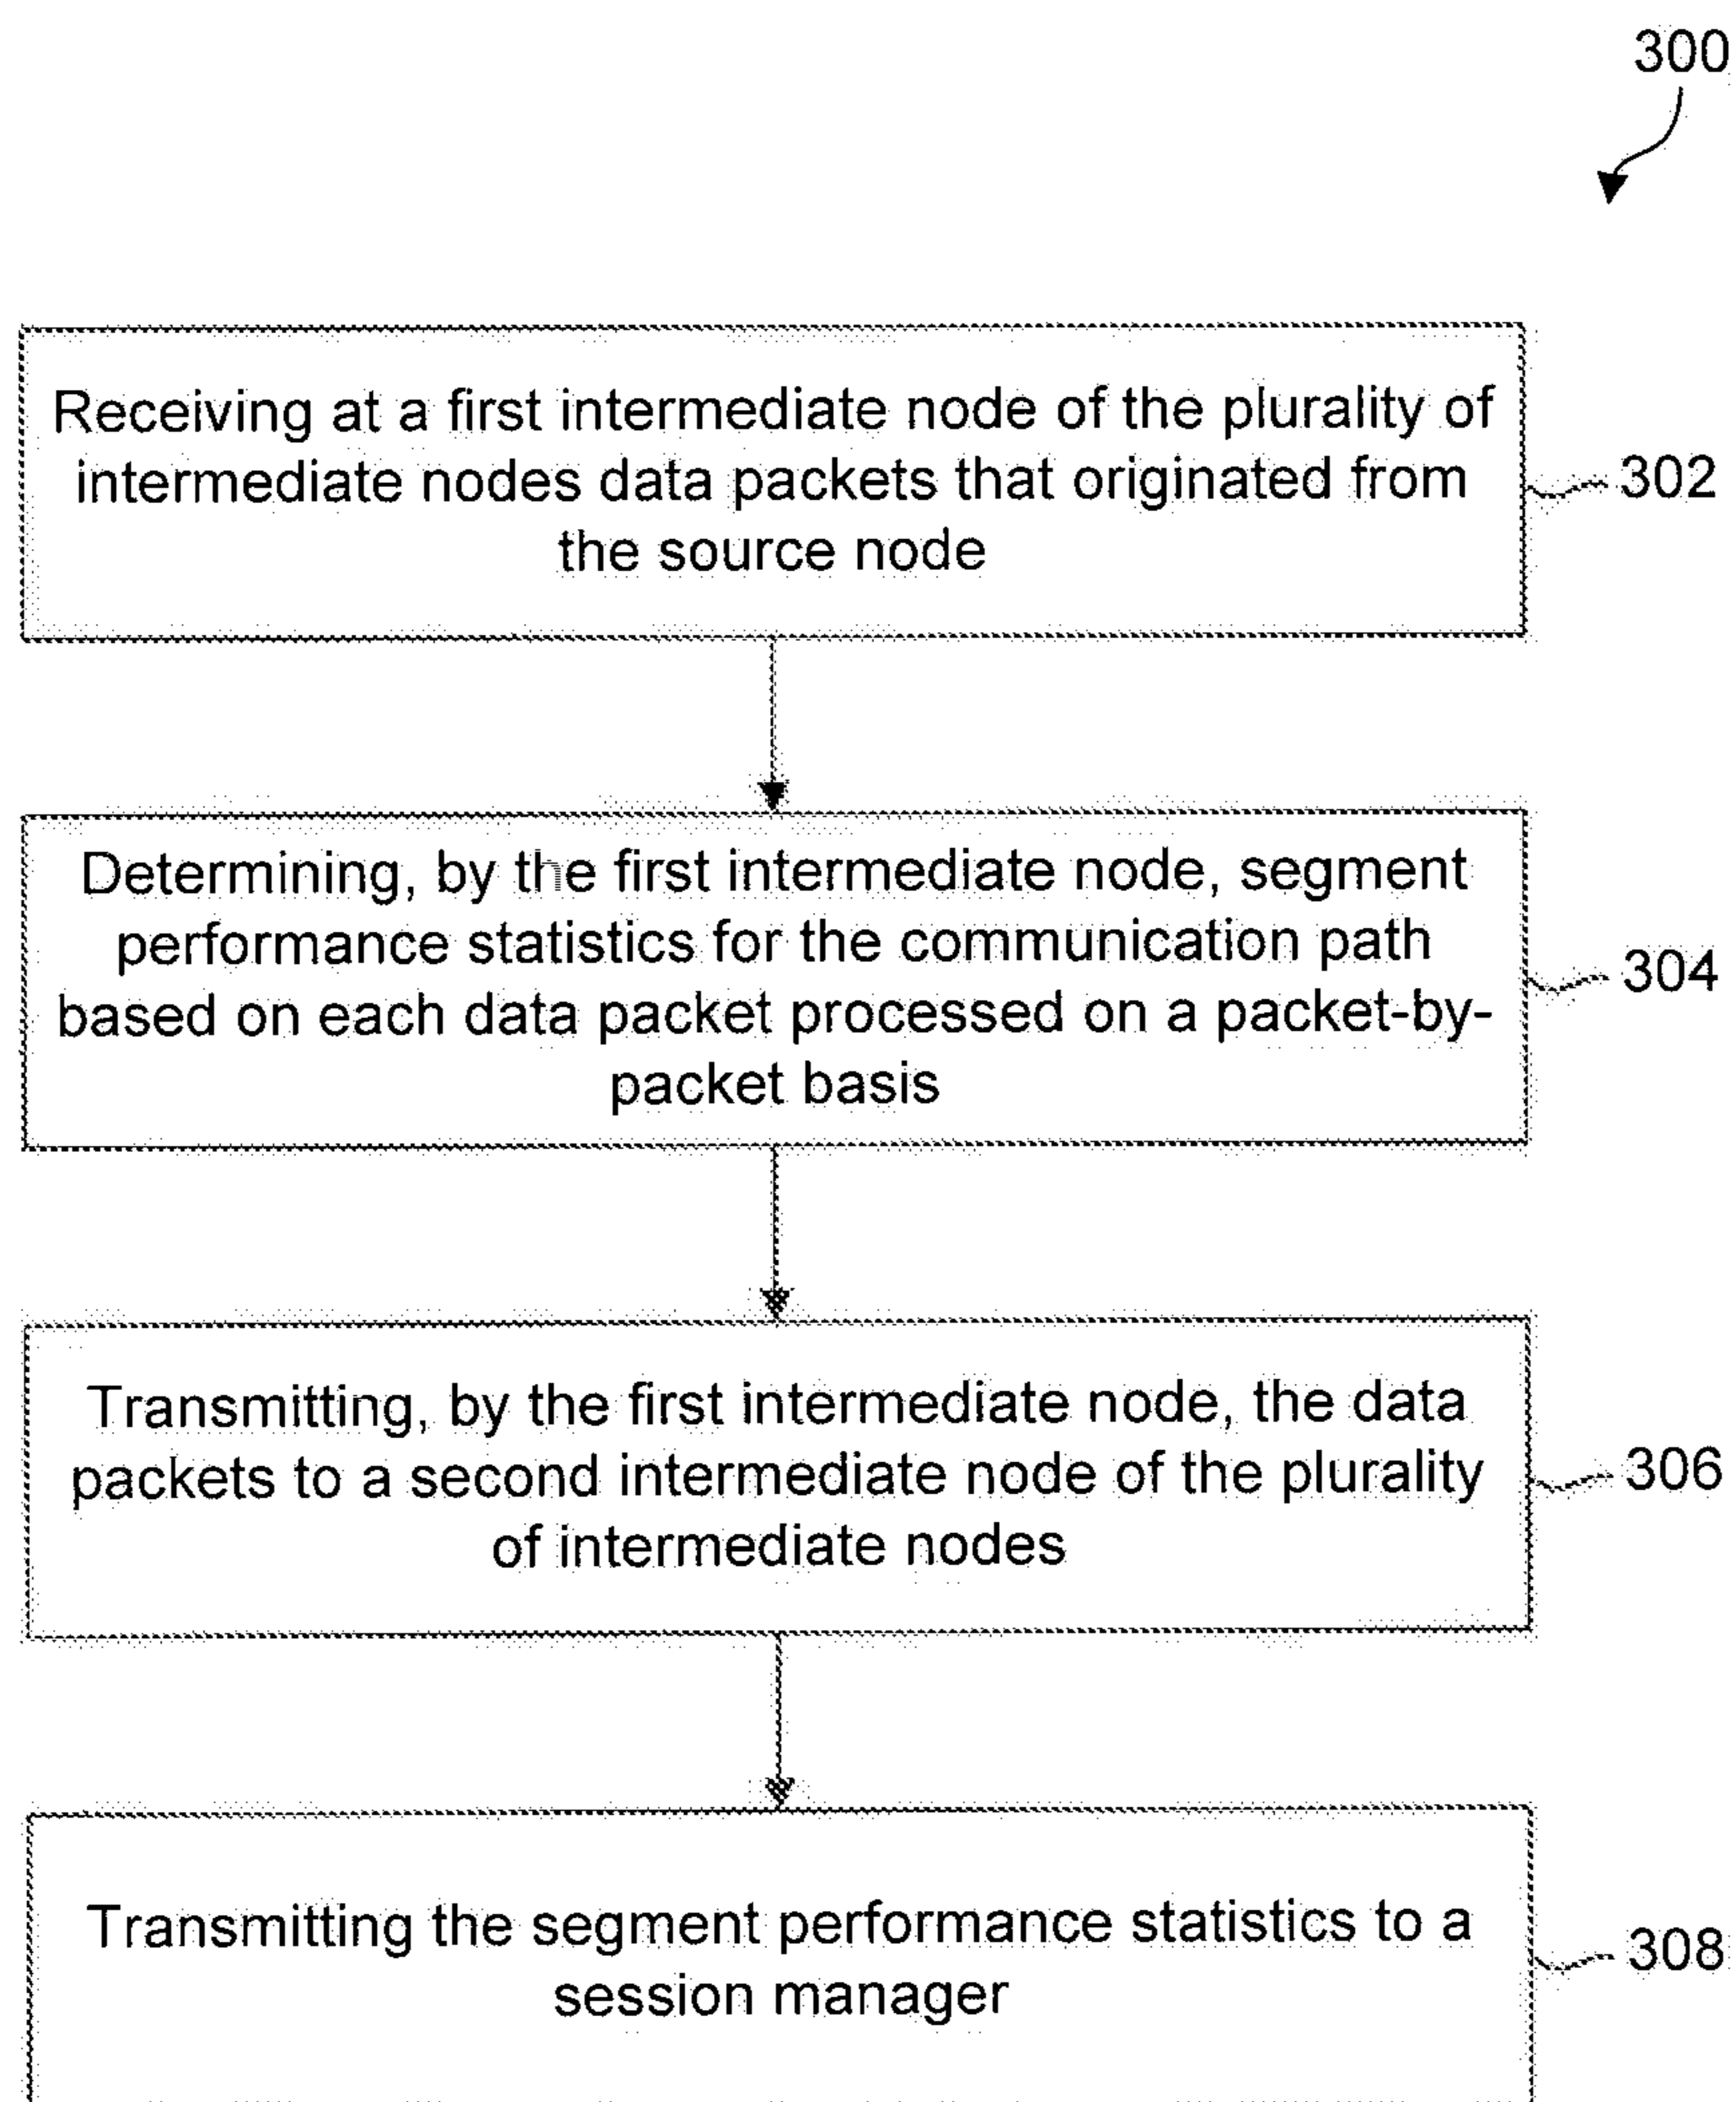 300
Receiving at a first intermediate node of the plurality of
intermediate nodes data packets that originated from
the source node
302
Determining, by the first intermediate node, segment
performance statistics for the communication path
based on each data packet processed on a packet-by-
packet basis
304
Transmitting, by the first intermediate node, the data
packets to a second intermediate node of the plurality
of intermediate nodes
306
Transmitting the segment performance statistics to a
session manager
308